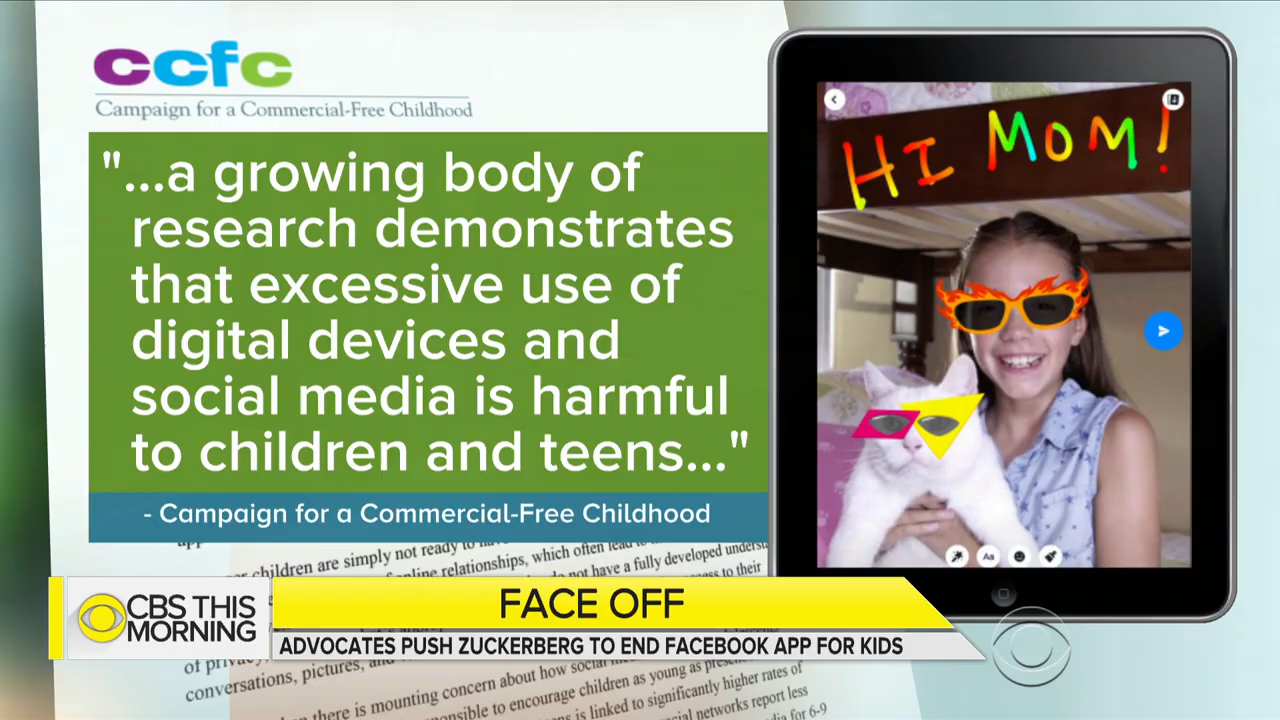 ccfc
Campaign for a Commercial-Free Childhood
"...a growing body of
research demonstrates
that excessive use of
digital devices and
social media is harmful
to children and teens..."
- Campaign for a Commercial-Free Childhood
HI MOM!
Aa
children are simply not ready to
relationships, which often lead to
not have a fully developed
to their
FACE OFF
CBS THIS
MORNING
ADVOCATES PUSH ZUCKERBERG TO END FACEBOOK APP FOR KIDS
of
conversations, pictures, and
there is mounting concern about how social
to encourage children as young as
is linked to significantly higher rates of
networks report less
for 6-9